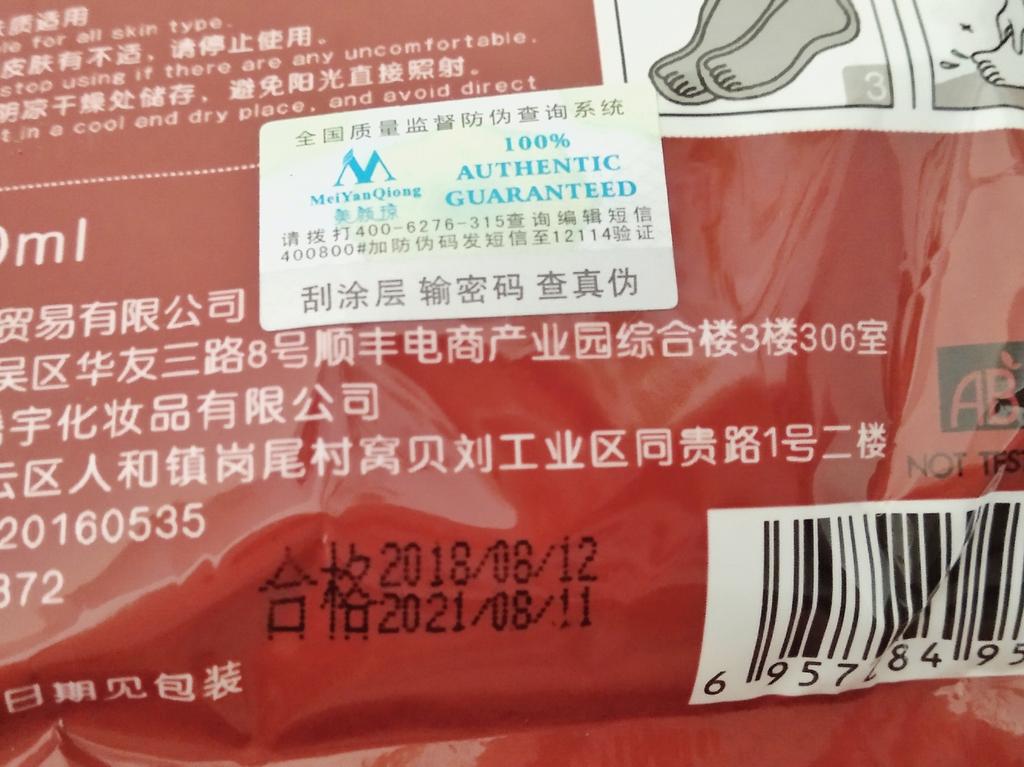 肤质适用
le for all skin type.
皮肤有不适，请停止使用。
stop using if there are any uncomfortable.
阴凉干燥处储存，避免阳光直接照射。
t in a cool and dry place, and avoid direct
3
全国质量监督防伪查询系统
MeiYanQiong
美颜琼
100%
AUTHENTIC
GUARANTEED
请拨打400-6276-315查询编辑短信
400800#加防伪码发短信至12114验证
刮涂层 输密码 查真伪
0ml
贸易有限公司
吴区华友三路8号顺丰电商产业园综合楼3楼306室
宇化妆品有限公司
云区人和镇岗尾村窝贝刘工业区同贵路1号二楼
20160535
372
合格2018/08/12
2021/08/11
日期见包装
AB
NOT TEST
6 957 84 95